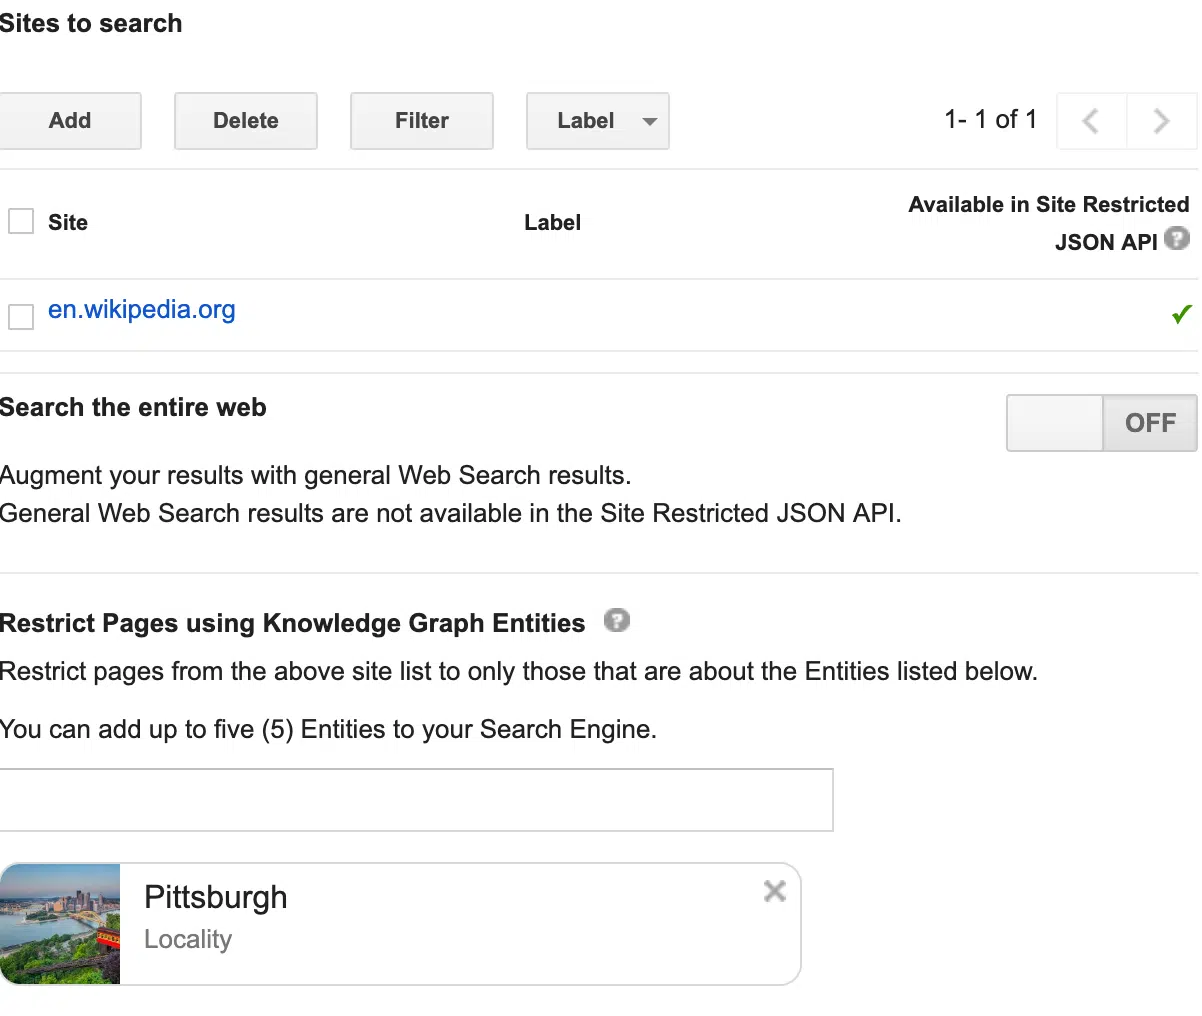 Sites to search
Add Delete Filter Label 1- 1 of 1
Site Label Available in Site Restricted
JSON API ?
en.wikipedia.org
Search the entire web
OFF
Augment your results with general Web Search results.
General Web Search results are not available in the Site Restricted JSON API.
Restrict Pages using Knowledge Graph Entities ?
Restrict pages from the above site list to only those that are about the Entities listed below.
You can add up to five (5) Entities to your Search Engine.
Pittsburgh
Locality